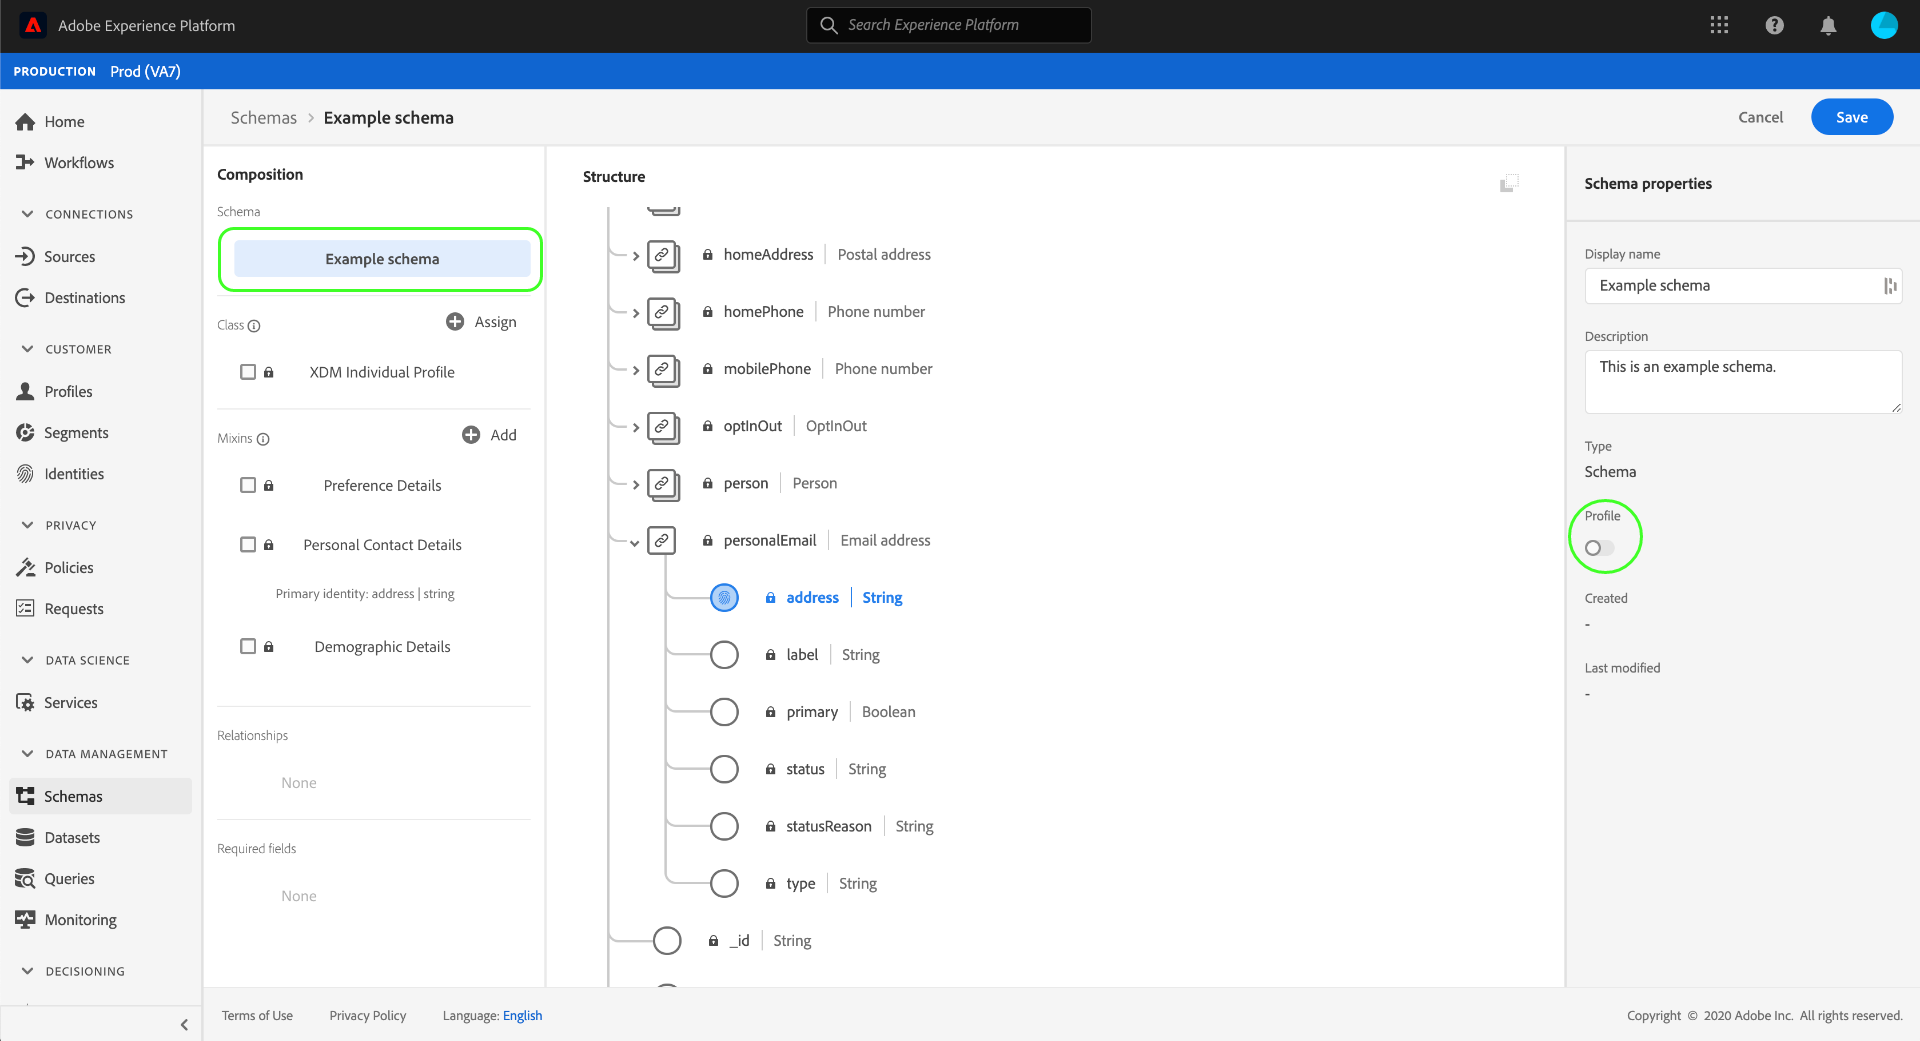 Adobe Experience Platform
Search Experience Platform
PRODUCTION Prod (VA7)
Home
Workflows
CONNECTIONS
Sources
Destinations
CUSTOMER
Profiles
Segments
Identities
PRIVACY
Policies
Requests
DATA SCIENCE
Services
DATA MANAGEMENT
Schemas
Datasets
Queries
Monitoring
DECISIONING
Schemas > Example schema
Cancel
Save
Composition
Schema
Example schema
Class
Assign
XDM Individual Profile
Mixins
Add
Preference Details
Personal Contact Details
Primary identity: address | string
Demographic Details
Relationships
None
Required fields
None
Structure
homeAddress | Postal address
homePhone | Phone number
mobilePhone | Phone number
optInOut | OptInOut
person | Person
personalEmail | Email address
address | String
label | String
primary | Boolean
status | String
statusReason | String
type | String
_id | String
Schema properties
Display name
Example schema
Description
This is an example schema.
Type
Schema
Profile
Created
-
Last modified
-
Terms of Use
Privacy Policy
Language: English
Copyright © 2020 Adobe Inc. All rights reserved.